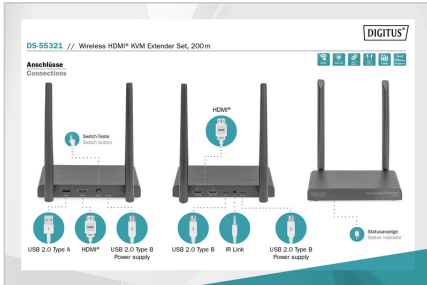 DIGITUS®
DS-55321 // Wireless HDMI® KVM Extender Set, 200m
Anschlüsse
Connections
HDMI®
Switch-Taste
Switch button
Statusanzeige
Status indicator
USB 2.0 Type A
HDMI®
USB 2.0 Type B
Power supply
USB 2.0 Type B
IR Link
USB 2.0 Type B
Power supply